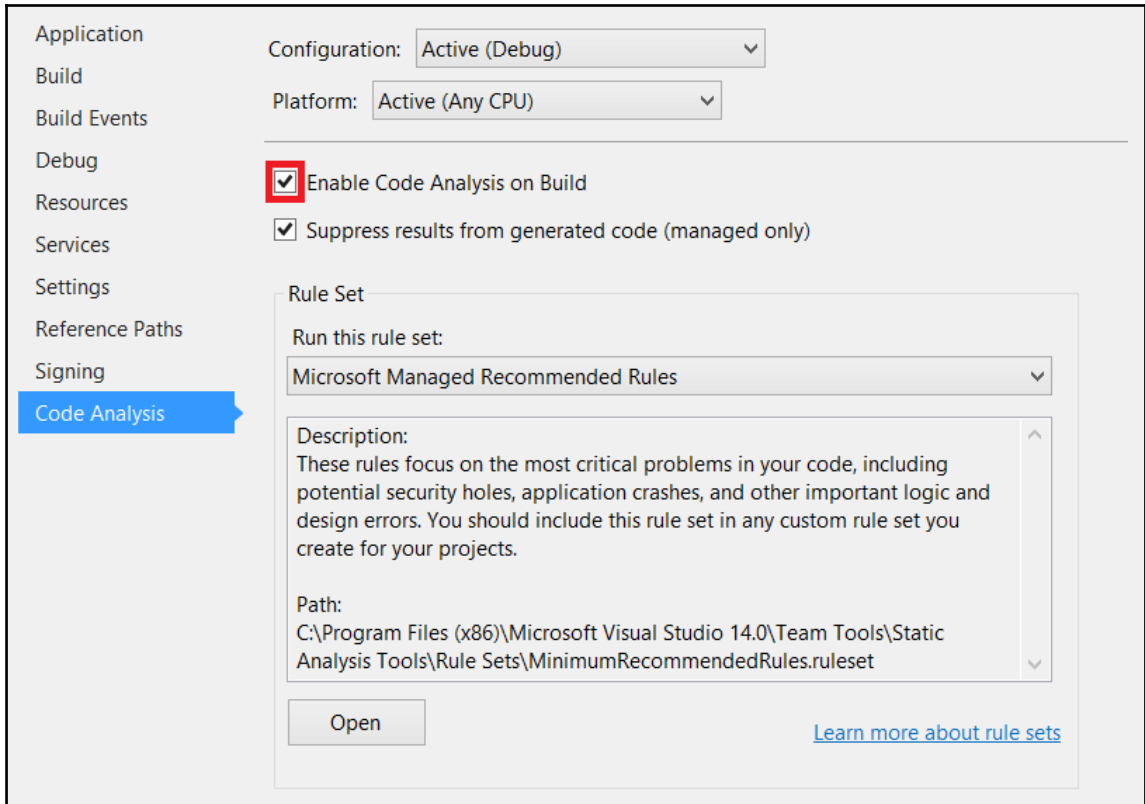 Application
Build
Build Events
Debug
Resources
Services
Settings
Reference Paths
Signing
Code Analysis
Configuration: Active (Debug)
Platform: Active (Any CPU)
Enable Code Analysis on Build
Suppress results from generated code (managed only)
Rule Set
Run this rule set:
Microsoft Managed Recommended Rules
Description:
These rules focus on the most critical problems in your code, including
potential security holes, application crashes, and other important logic and
design errors. You should include this rule set in any custom rule set you
create for your projects.
Path:
C:\Program Files (x86)\Microsoft Visual Studio 14.0\Team Tools\Static
Analysis Tools\Rule Sets\MinimumRecommendedRules.ruleset
Open
Learn more about rule sets